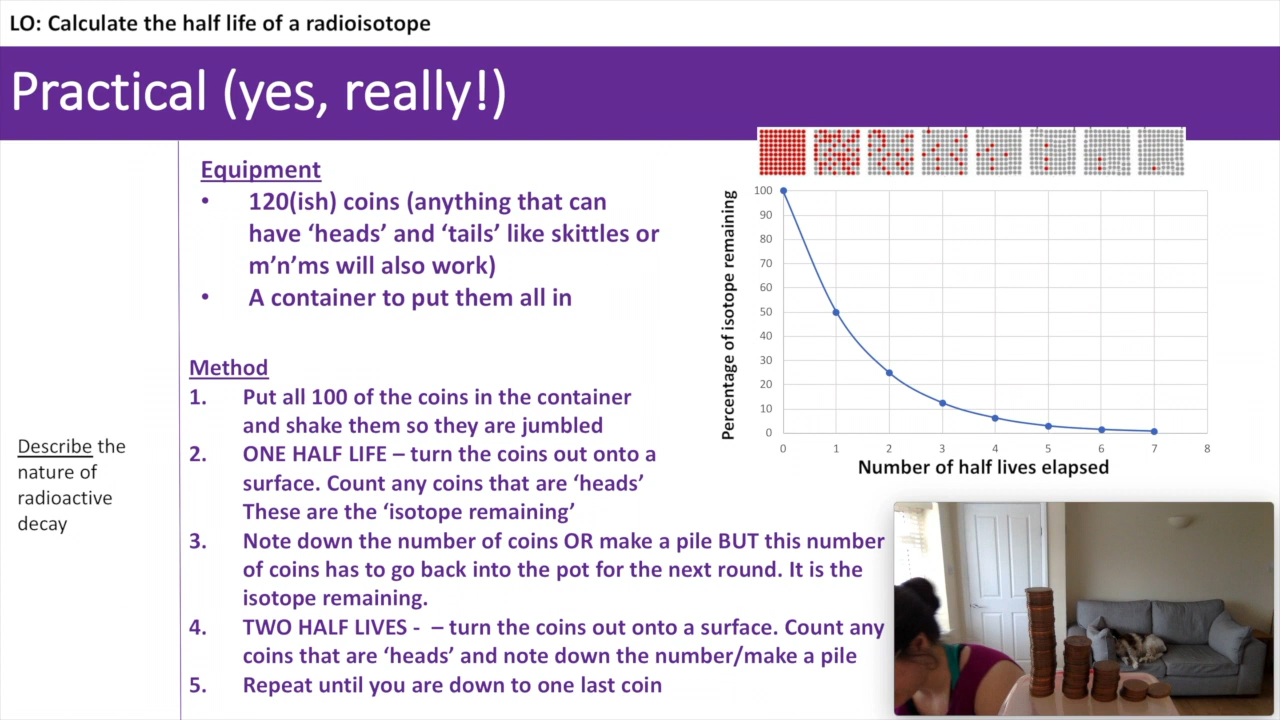 LO: Calculate the half life of a radioisotope
Practical (yes, really!)
Equipment
• 120(ish) coins (anything that can
have ‘heads’ and ‘tails’ like skittles or
m’n’ms will also work)
• A container to put them all in
Method
1. Put all 100 of the coins in the container
and shake them so they are jumbled
2. ONE HALF LIFE – turn the coins out onto a
surface. Count any coins that are ‘heads’
These are the ‘isotope remaining’
3. Note down the number of coins OR make a pile BUT this number
of coins has to go back into the pot for the next round. It is the
isotope remaining.
4. TWO HALF LIVES - – turn the coins out onto a surface. Count any
coins that are ‘heads’ and note down the number/make a pile
5. Repeat until you are down to one last coin
Describe the
nature of
radioactive
decay
Percentage of isotope remaining
100
90
80
70
60
50
40
30
20
10
0
0 1 2 3 4 5 6 7 8
Number of half lives elapsed